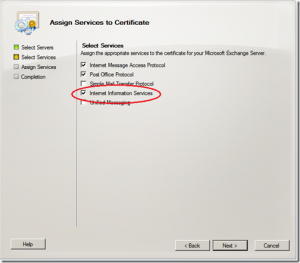 Assign Services to Certificate
Select Servers
Select Services
Assign Services
Completion
Select Services
Assign the appropriate services to the certificate for your Microsoft Exchange Server.
Internet Message Access Protocol
Post Office Protocol
Simple Mail Transfer Protocol
Internet Information Services
Unified Messaging
Help
< Back
Next >
Cancel